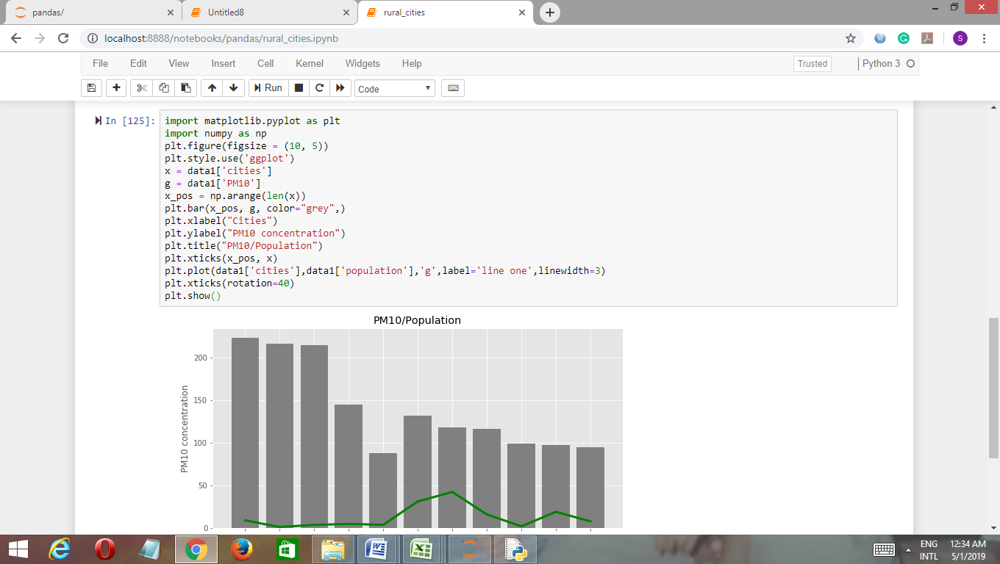 pandas/
Untitled8
rural_cities
localhost:8888/notebooks/pandas/rural_cities.ipynb
S
File Edit View Insert Cell Kernel Widgets Help
Trusted
Python 3
Run
Code
In [125]:
import matplotlib.pyplot as plt
import numpy as np
plt.figure(figsize = (10, 5))
plt.style.use('ggplot')
x = data1['cities']
g = data1['PM10']
x_pos = np.arange(len(x))
plt.bar(x_pos, g, color="grey",)
plt.xlabel("Cities")
plt.ylabel("PM10 concentration")
plt.title("PM10/Population")
plt.xticks(x_pos, x)
plt.plot(data1['cities'],data1['population'],'g',label='line one',linewidth=3)
plt.xticks(rotation=40)
plt.show()
PM10/Population
200
150
100
50
0
PM10 concentration
ENG 12:34 AM
INTL 5/1/2019